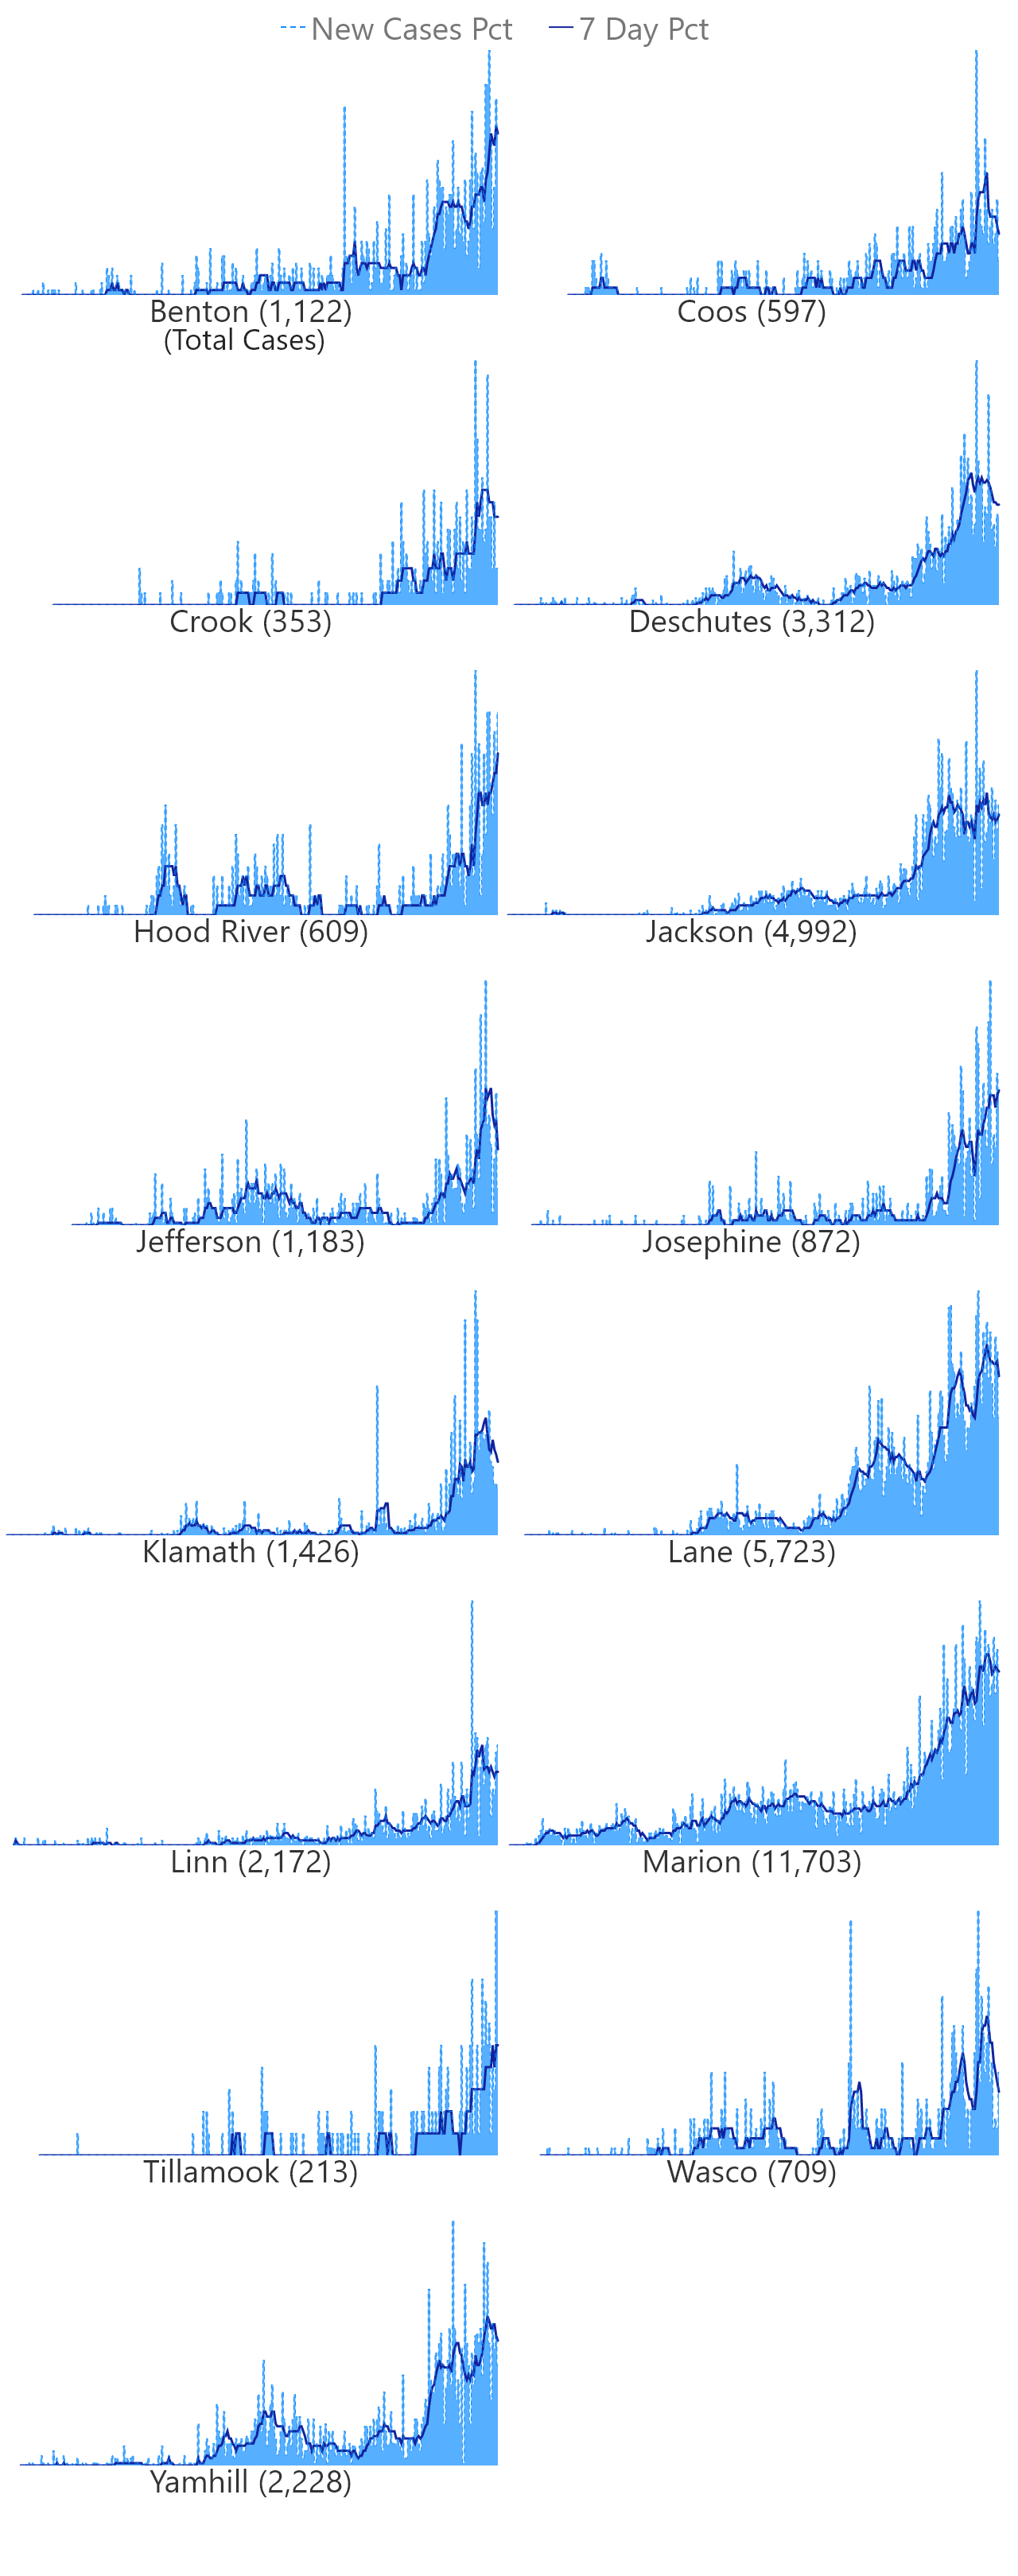 New Cases Pct 7 Day Pct
Benton (1,122) Coos (597)
(Total Cases)
Crook (353) Deschutes (3,312)
Hood River (609) Jackson (4,992)
Jefferson (1,183) Josephine (872)
Klamath (1,426) Lane (5,723)
Linn (2,172) Marion (11,703)
Tillamook (213) Wasco (709)
Yamhill (2,228)